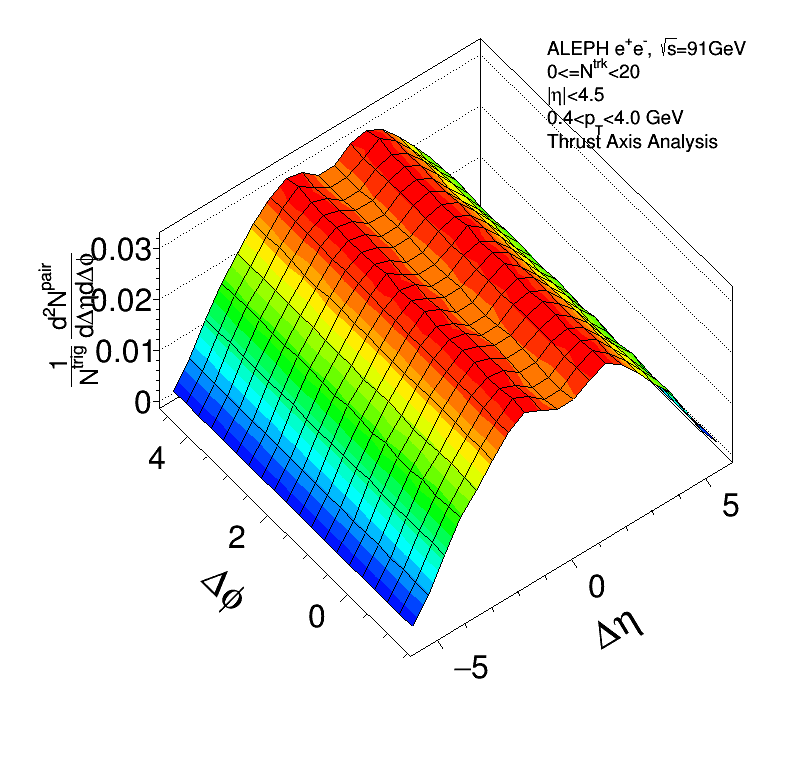 ALEPH e⁺e⁻, √s=91GeV
0<=Nᵗʳᵏ<20
|η|<4.5
0.4<p_T<4.0 GeV
Thrust Axis Analysis
1/N^trig d²N^pair/dΔηdΔφ
0.03
0.02
0.01
0
4
2
0
Δφ
−5
0
5
Δη